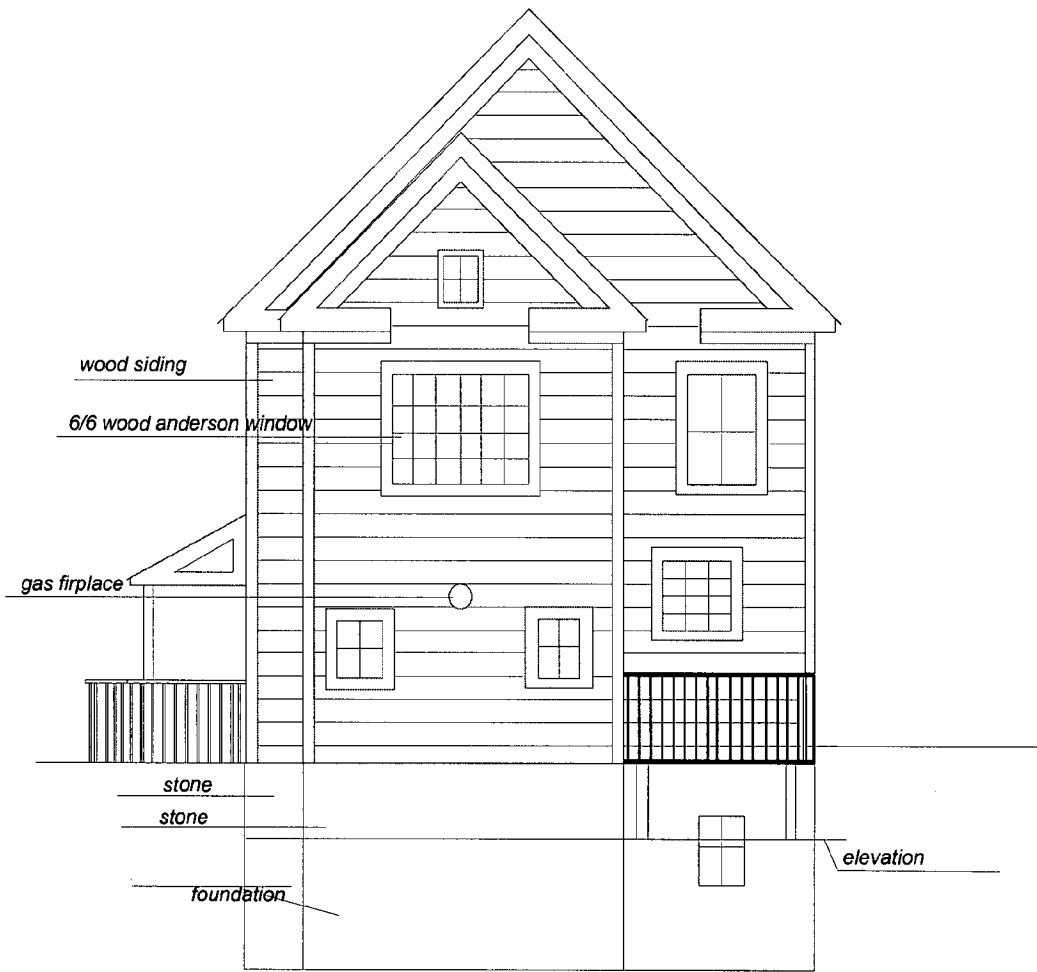 wood siding
6/6 wood anderson window
gas firplace
stone
stone
elevation
foundation